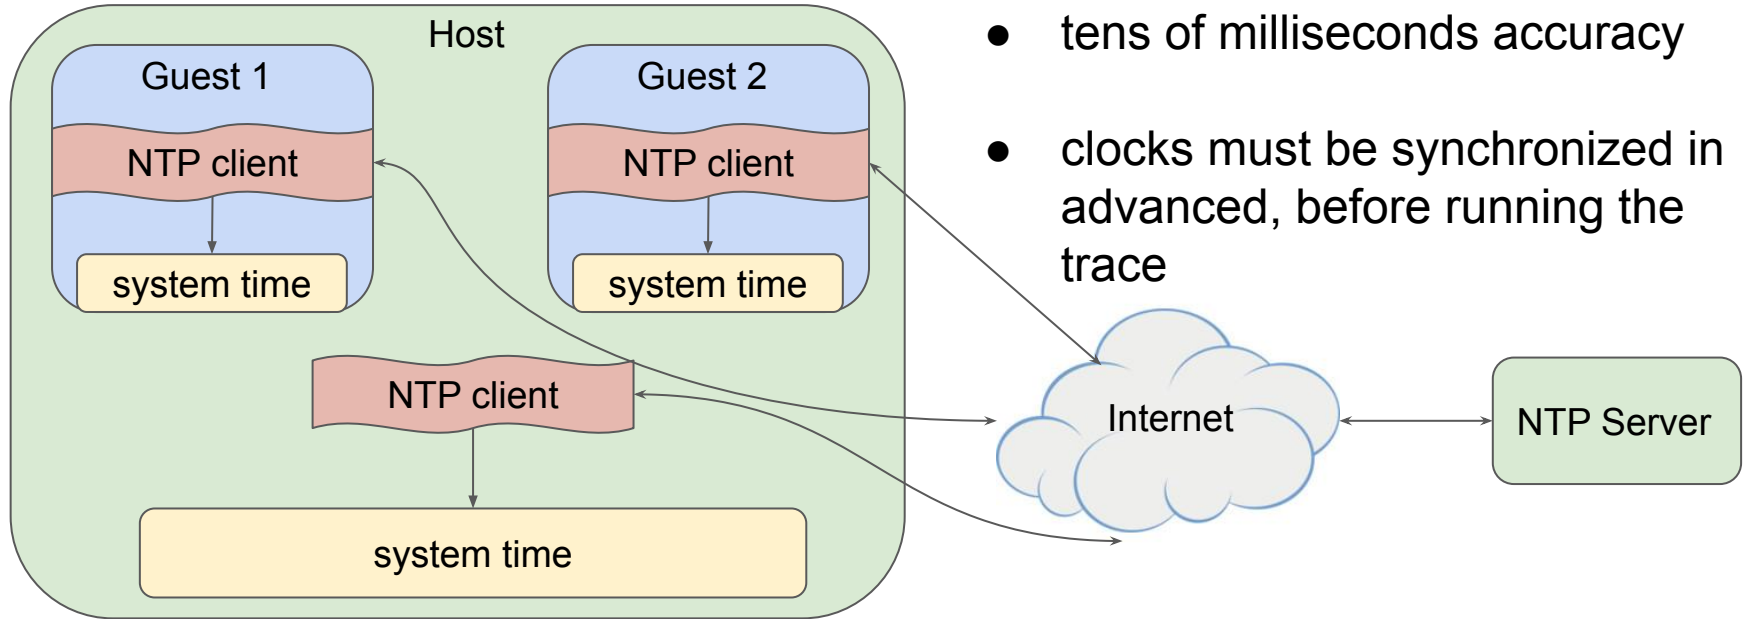 Host
Guest 1
NTP client
system time
Guest 2
NTP client
system time
NTP client
system time
● tens of milliseconds accuracy
● clocks must be synchronized in
advanced, before running the
trace
Internet
NTP Server